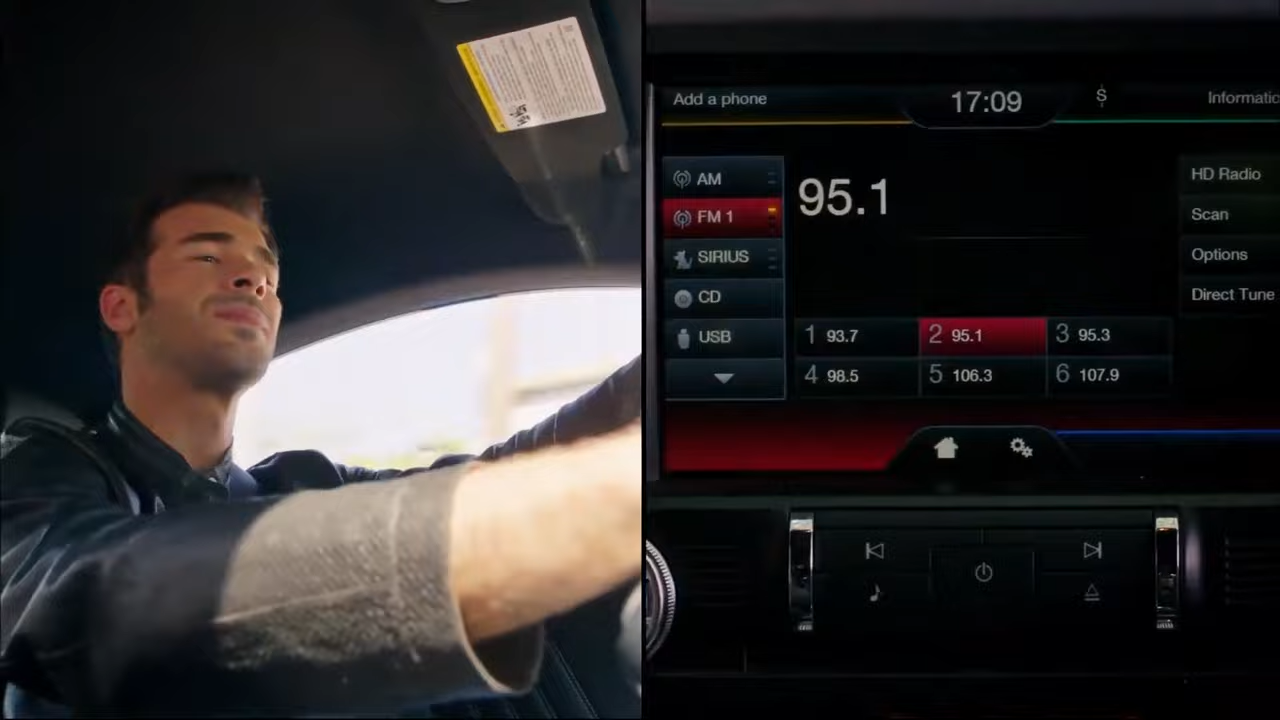 Add a phone
17:09
S
Informatio
AM
FM 1
SIRIUS
CD
USB
95.1
HD Radio
Scan
Options
Direct Tune
1 93.7
2 95.1
3 95.3
4 98.5
5 106.3
6 107.9